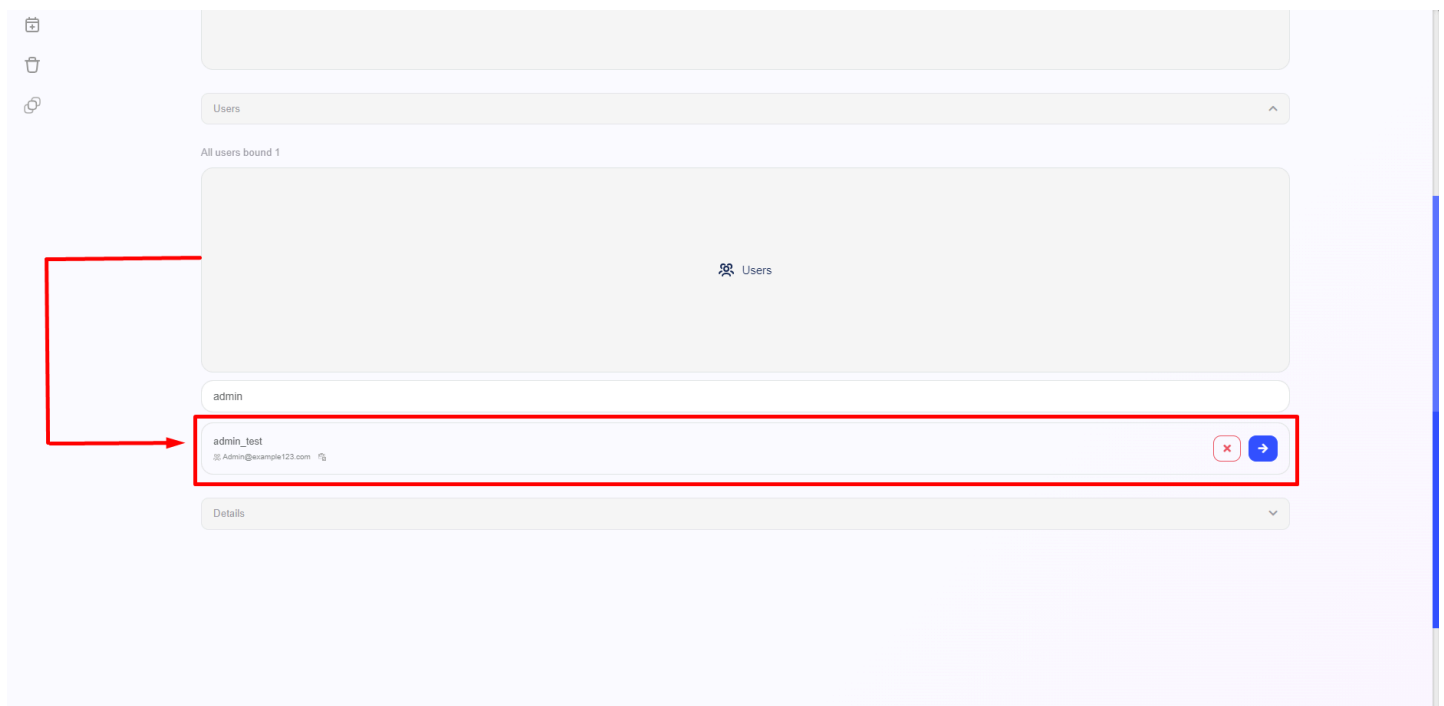 Users
All users bound 1
Users
admin
admin_test
Admin@example123.com
Details